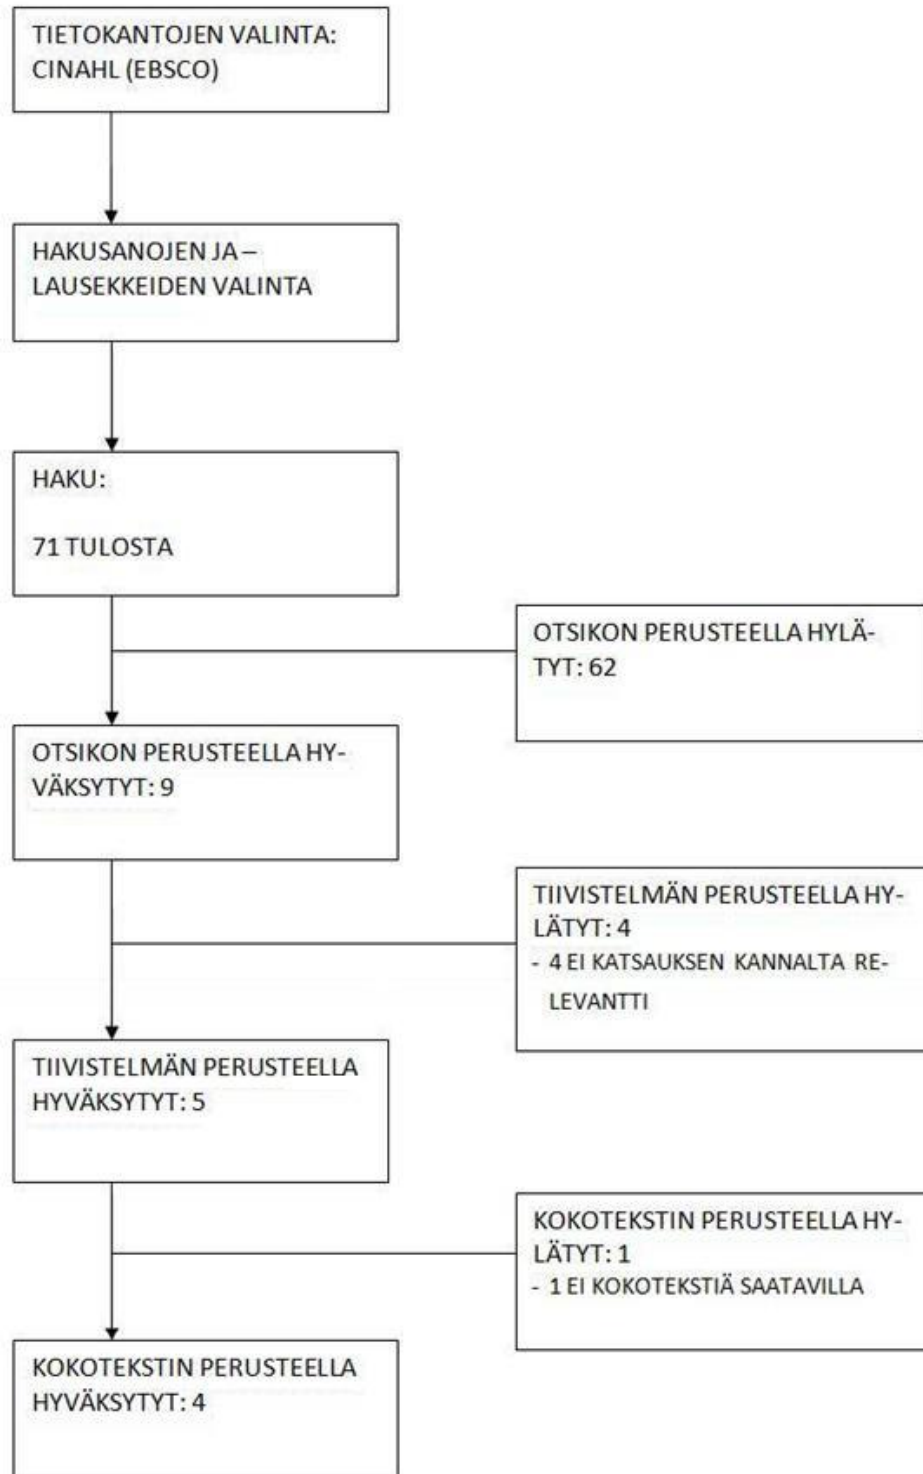 TIETOKANTOJEN VALINTA:
CINAHL (EBSCO)
HAKUSANOJEN JA –
LAUSEKKEIDEN VALINTA
HAKU:
71 TULOSTA
OTSIKON PERUSTEELLA HYLÄ-
TYT: 62
OTSIKON PERUSTEELLA HY-
VÄKSYTYT: 9
TIIVISTELMÄN PERUSTEELLA HY-
LÄTYT: 4
- 4 EI KATSAUKSEN KANNALTA RE-
LEVANTTI
TIIVISTELMÄN PERUSTEELLA
HYVÄKSYTYT: 5
KOKOTEKSTIN PERUSTEELLA HY-
LÄTYT: 1
- 1 EI KOKOTEKSTIÄ SAATAVILLA
KOKOTEKSTIN PERUSTEELLA
HYVÄKSYTYT: 4